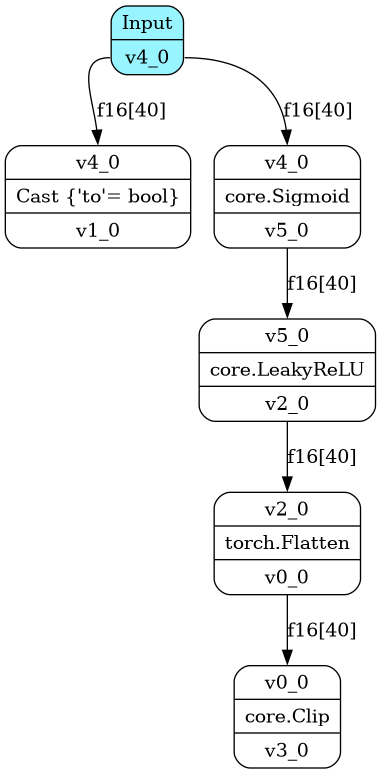 Input
v4_0
f16[40]
f16[40]
v4_0
Cast {'to'= bool}
v1_0
v4_0
core.Sigmoid
v5_0
f16[40]
v5_0
core.LeakyReLU
v2_0
f16[40]
v2_0
torch.Flatten
v0_0
f16[40]
v0_0
core.Clip
v3_0